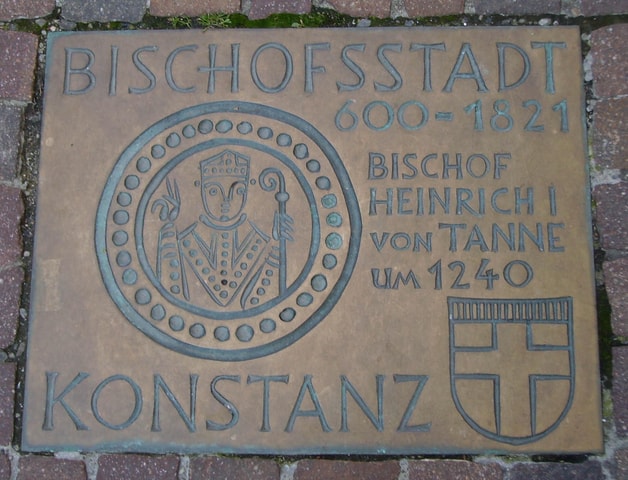 BISCHOFSSTADT
600-1821
BISCHOF
HEINRICH I
VON TANNE
UM 1240
KONSTANZ